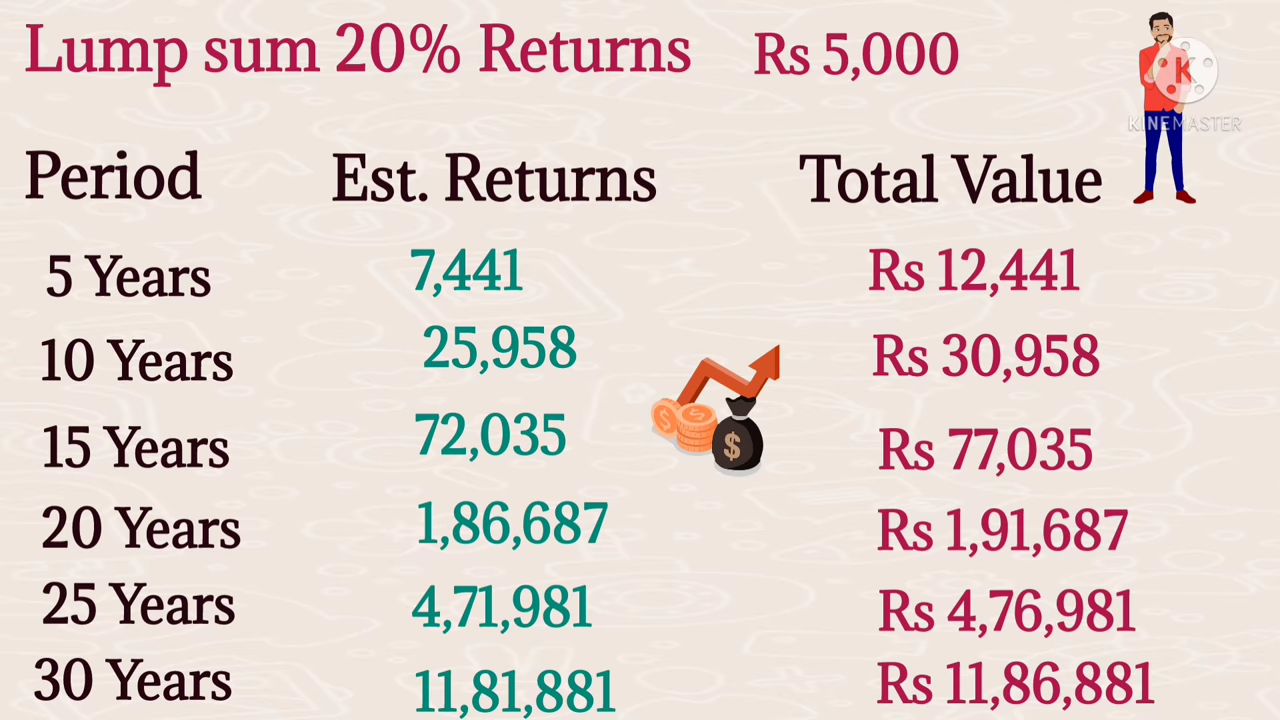 Lump sum 20% Returns Rs 5,000
K
KINEMASTER
Period Est. Returns Total Value
5 Years 7,441 Rs 12,441
10 Years 25,958 Rs 30,958
15 Years 72,035 Rs 77,035
20 Years 1,86,687 Rs 1,91,687
25 Years 4,71,981 Rs 4,76,981
30 Years 11,81,881 Rs 11,86,881
$ $ $